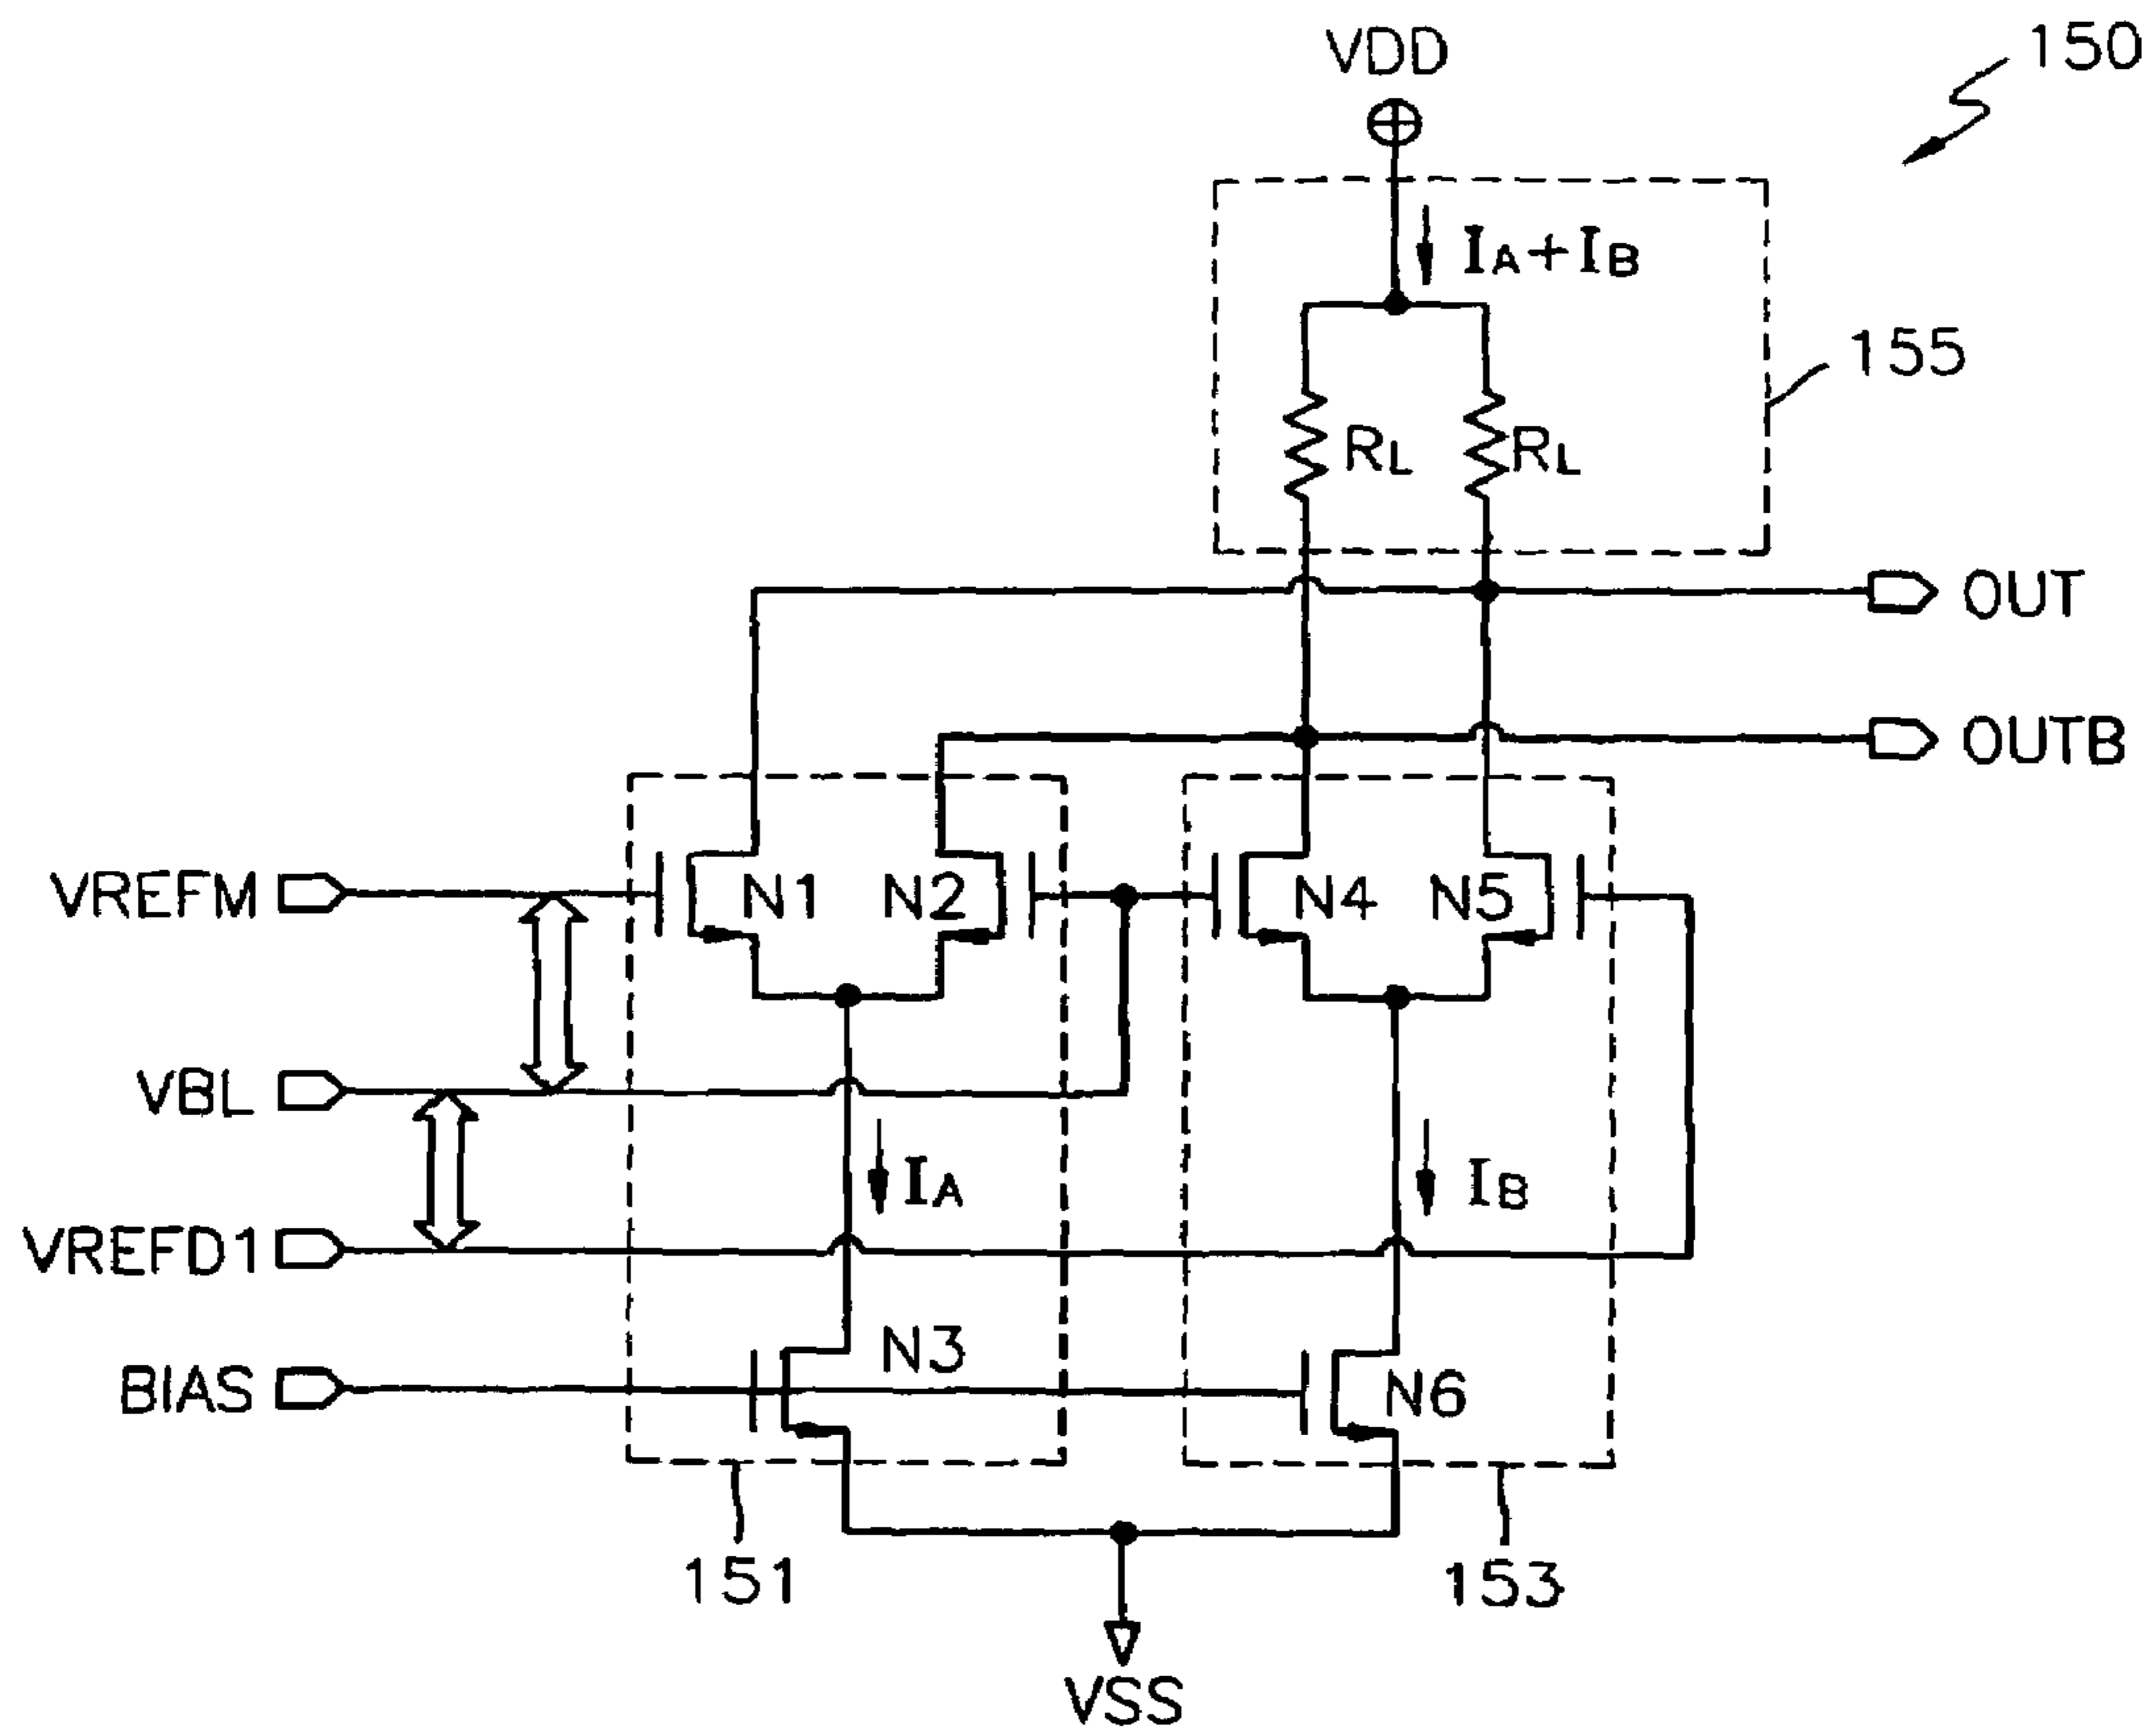 VDD
150
IA+IB
155
RL
RL
OUT
OUTB
VREFM
N1
N2
N4
N5
VBL
IA
IB
VREFD1
N3
BIAS
N6
151
153
VSS